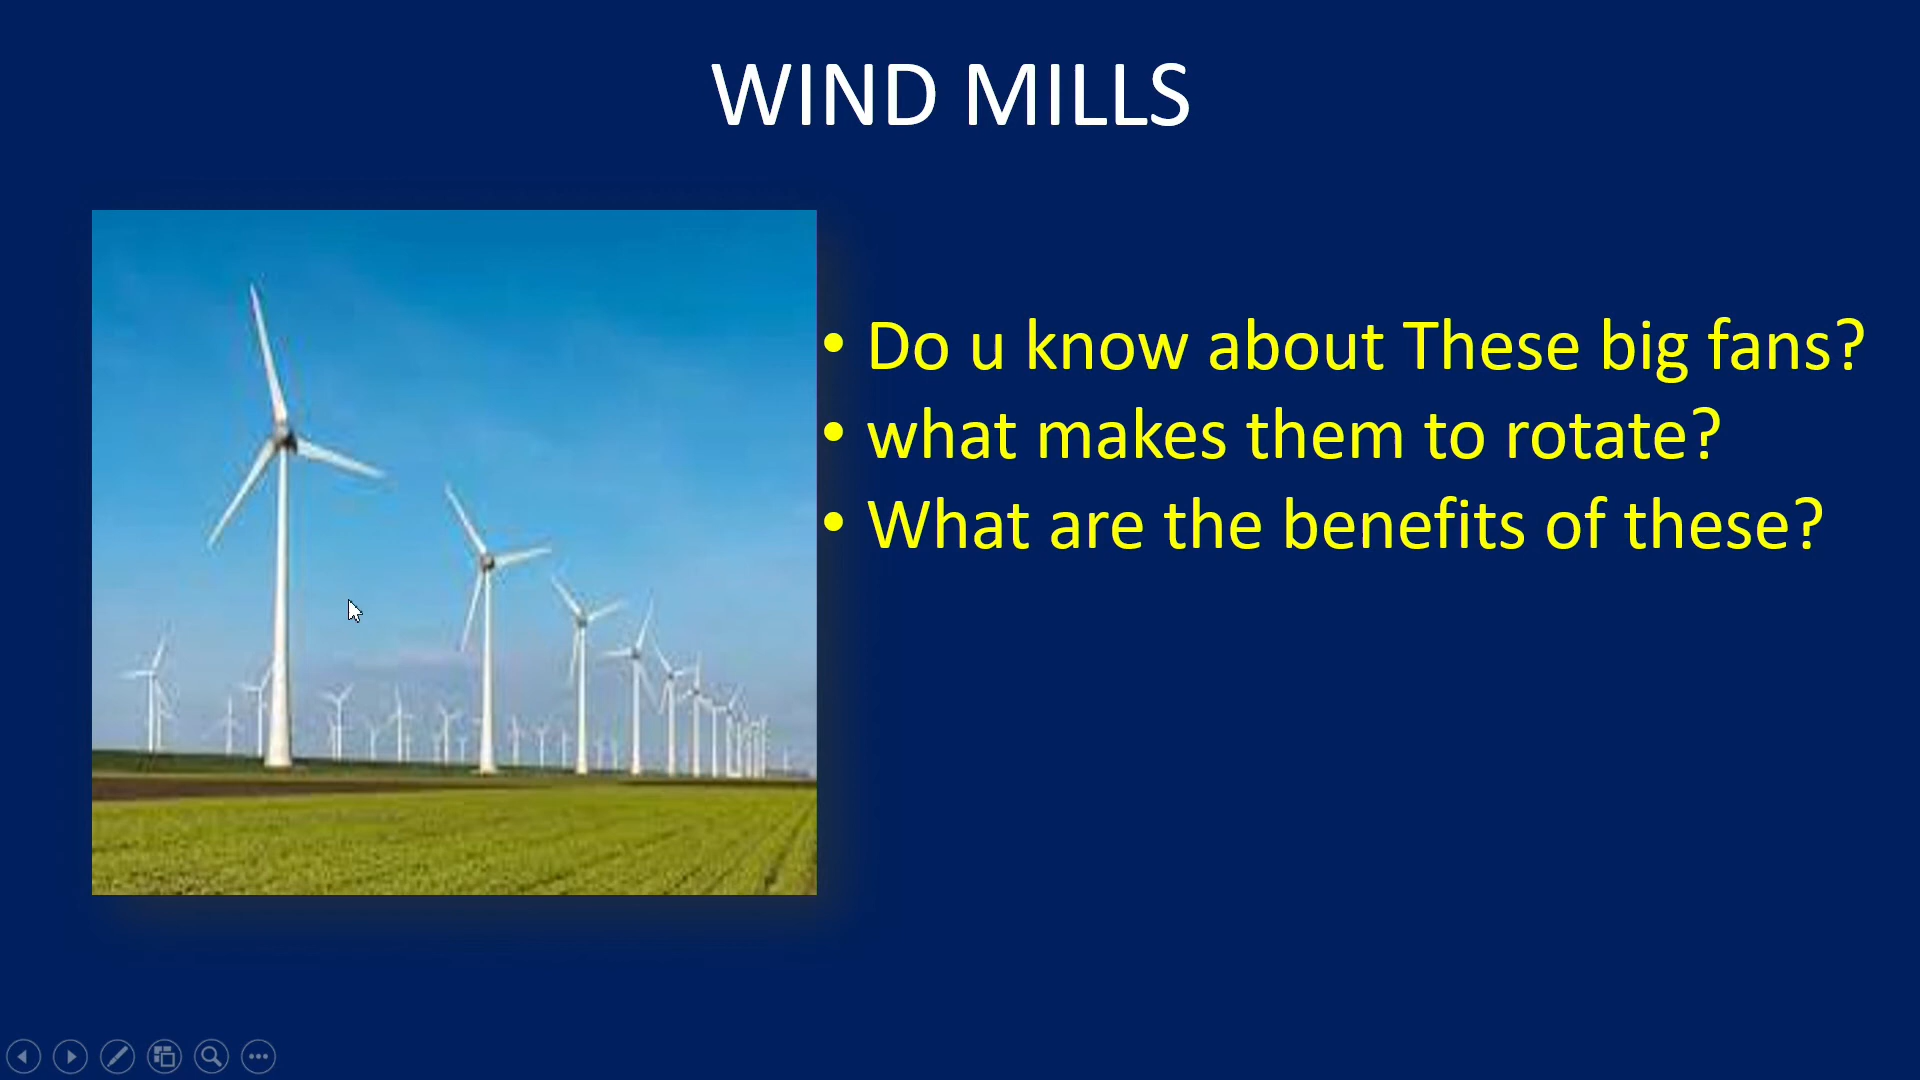 WIND MILLS
• Do u know about These big fans?
• what makes them to rotate?
• What are the benefits of these?